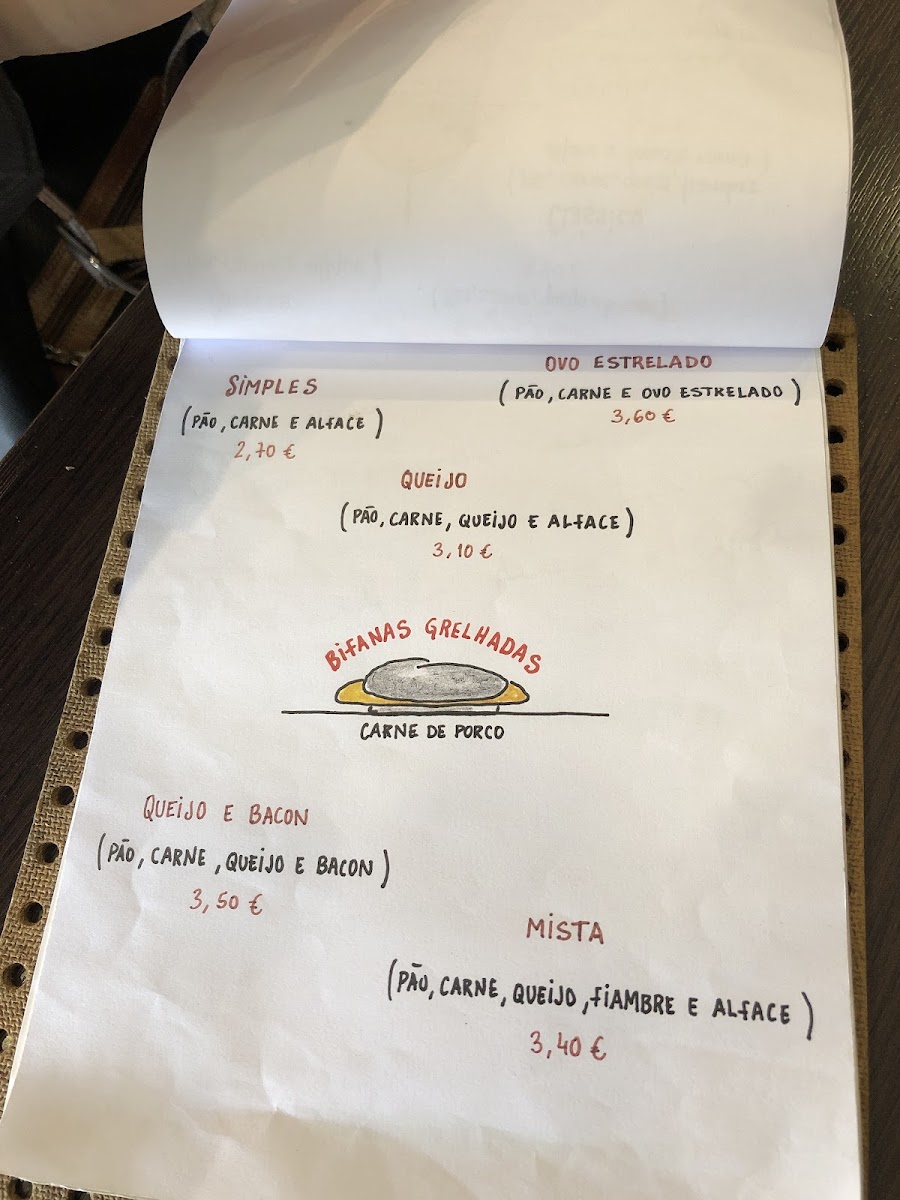 SIMPLES
(PÃO, CARNE E ALFACE)
2,70 €
OVO ESTRELADO
(PÃO, CARNE E OVO ESTRELADO)
3,60 €
QUEIJO
(PÃO, CARNE, QUEIJO E ALFACE)
3,10 €
BIFANAS GRELHADAS
CARNE DE PORCO
QUEIJO E BACON
(PÃO, CARNE, QUEIJO E BACON)
3,50 €
MISTA
(PÃO, CARNE, QUEIJO, FIAMBRE E ALFACE)
3,40 €